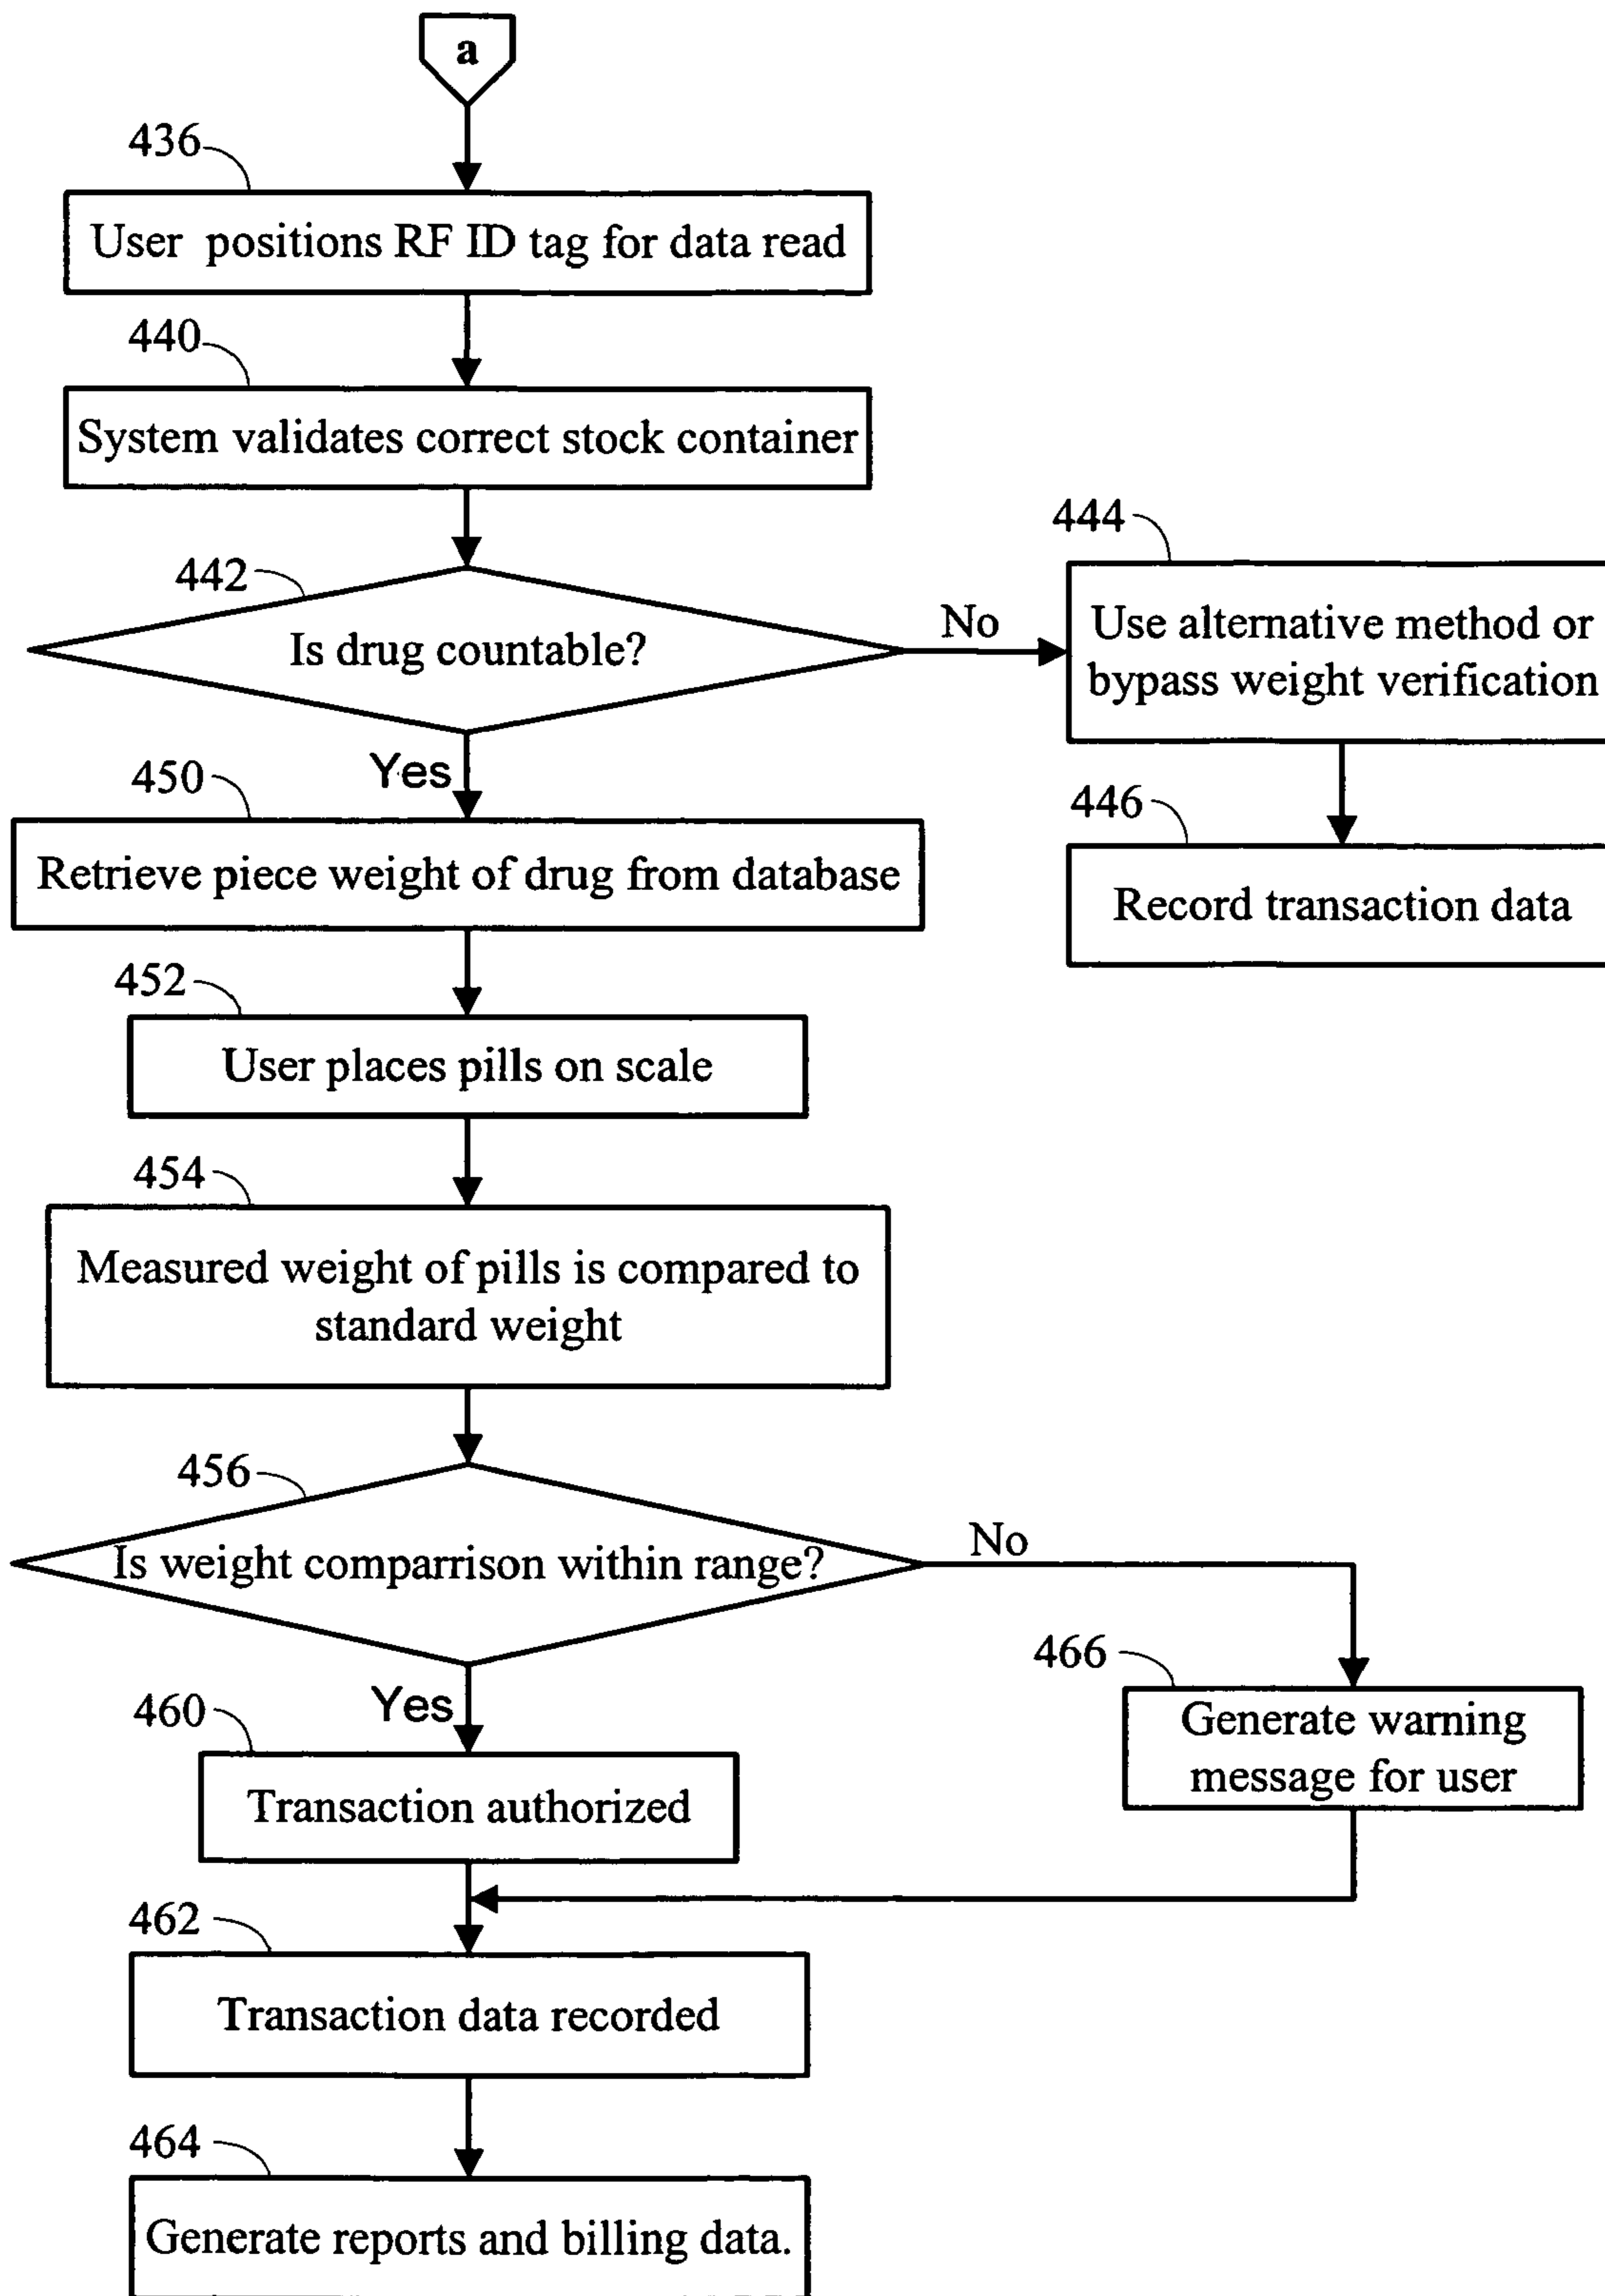 a
436
User positions RF ID tag for data read
440
System validates correct stock container
442
Is drug countable?
No
444
Use alternative method or
bypass weight verification
446
Record transaction data
Yes
450
Retrieve piece weight of drug from database
452
User places pills on scale
454
Measured weight of pills is compared to
standard weight
456
Is weight comparrison within range?
No
466
Generate warning
message for user
Yes
460
Transaction authorized
462
Transaction data recorded
464
Generate reports and billing data.